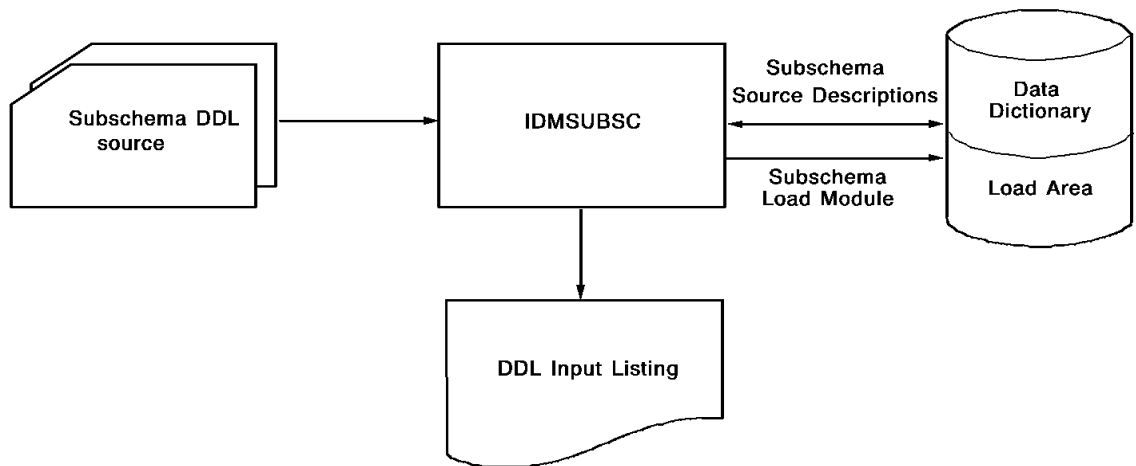 Subschema DDL
source
IDMSUBSC
Subschema
Source Descriptions
Subschema
Load Module
Data
Dictionary
Load Area
DDL Input Listing